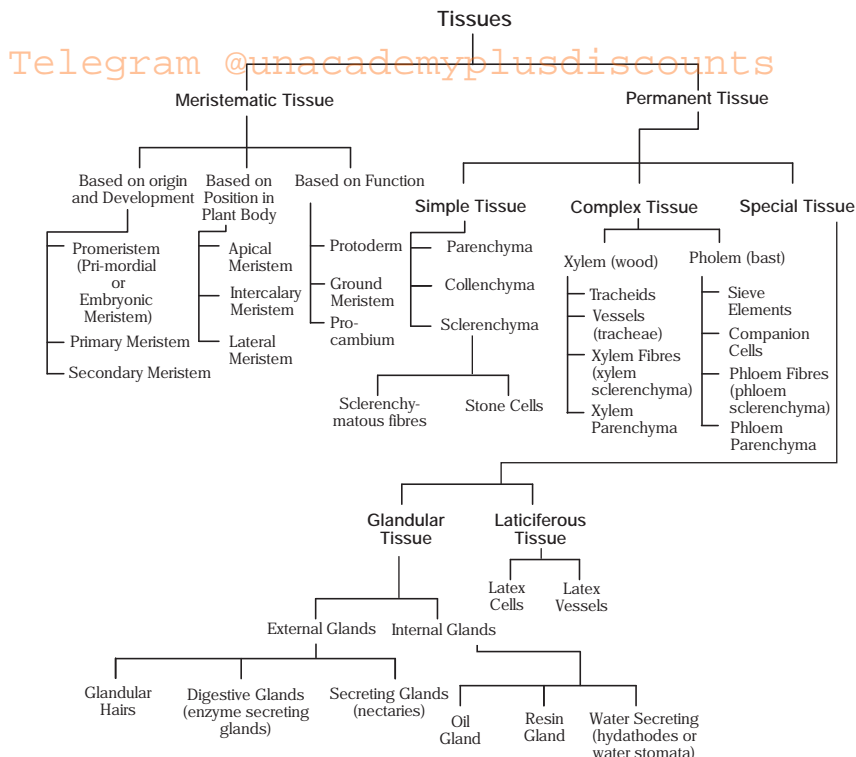 Tissues
Telegram @unacademyplusdiscounts
Meristematic Tissue
Permanent Tissue
Based on origin
and Development
Based on
Position in
Plant Body
Based on Function
Simple Tissue
Complex Tissue
Special Tissue
Promeristem
(Pri-mordial
or
Embryonic
Meristem)
Primary Meristem
Secondary Meristem
Apical
Meristem
Intercalary
Meristem
Lateral
Meristem
Protoderm
Ground
Meristem
Pro-
cambium
Parenchyma
Collenchyma
Sclerenchyma
Sclerenchy-
matous fibres
Stone Cells
Xylem (wood)
Tracheids
Vessels
(tracheae)
Xylem Fibres
(xylem
sclerenchyma)
Xylem
Parenchyma
Pholem (bast)
Sieve
Elements
Companion
Cells
Phloem Fibres
(phloem
sclerenchyma)
Phloem
Parenchyma
Glandular
Tissue
Laticiferous
Tissue
Latex
Cells
Latex
Vessels
External Glands
Internal Glands
Glandular
Hairs
Digestive Glands
(enzyme secreting
glands)
Secreting Glands
(nectaries)
Oil
Gland
Resin
Gland
Water Secreting
(hydathodes or
water stomata)